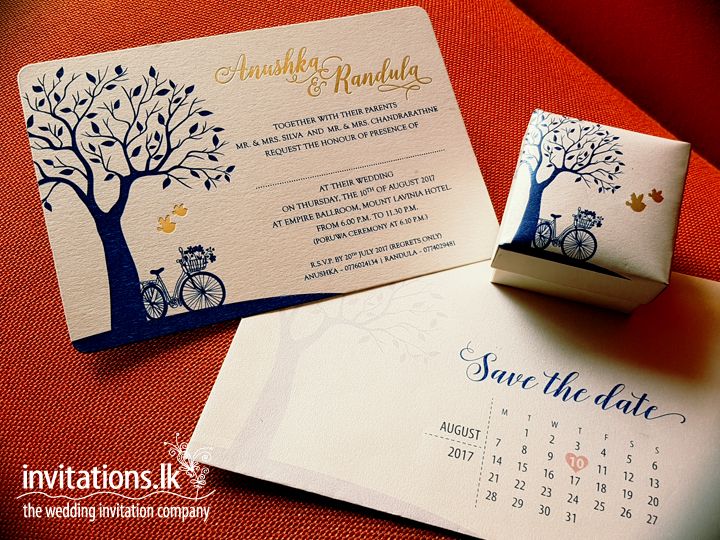 Anushka
& Randula
TOGETHER WITH THEIR PARENTS
MR. & MRS. SILVA AND MR. & MRS. CHANDRARATHNE
REQUEST THE HONOUR OF PRESENCE OF
AT THEIR WEDDING
ON THURSDAY, THE 10TH OF AUGUST 2017
AT EMPIRE BALLROOM, MOUNT LAVINIA HOTEL
FROM 6.00 P.M. TO 11.30 P.M.
(PORUWA CEREMONY AT 6.10 P.M.)
R.S.V.P. BY 20TH JULY 2017 (REGRETS ONLY)
ANUSHKA - 0776024134 | RANDULA - 0774029481
Save the date
AUGUST
2017
M T W T F S S
1 2 3 4 5 6
7 8 9 10 11 12 13
14 15 16 17 18 19 20
21 22 23 24 25 26 27
28 29 30 31
invitations.lk
the wedding invitation company